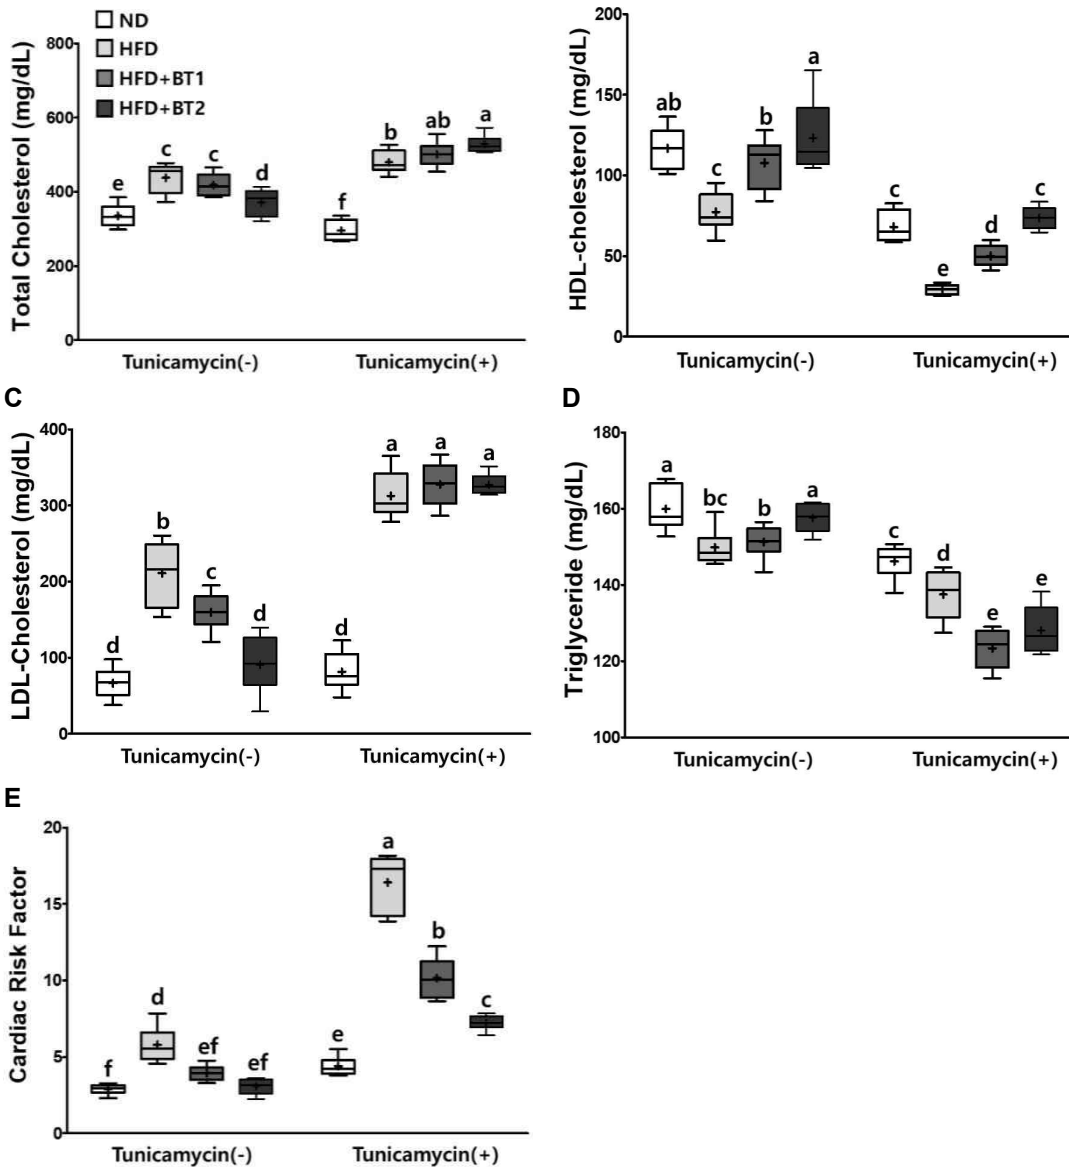 ND
HFD
HFD+BT1
HFD+BT2
Total Cholesterol (mg/dL)
800
600
400
200
0
e
c
c
d
f
b
ab
a
Tunicamycin(-)
Tunicamycin(+)
HDL-cholesterol (mg/dL)
200
150
100
50
0
ab
c
b
a
c
e
d
c
Tunicamycin(-)
Tunicamycin(+)
C
LDL-Cholesterol (mg/dL)
400
300
200
100
0
d
b
c
d
d
a
a
a
Tunicamycin(-)
Tunicamycin(+)
D
Triglyceride (mg/dL)
180
160
140
120
100
a
bc
b
a
c
d
e
e
Tunicamycin(-)
Tunicamycin(+)
E
Cardiac Risk Factor
20
15
10
5
0
f
d
ef
ef
e
a
b
c
Tunicamycin(-)
Tunicamycin(+)